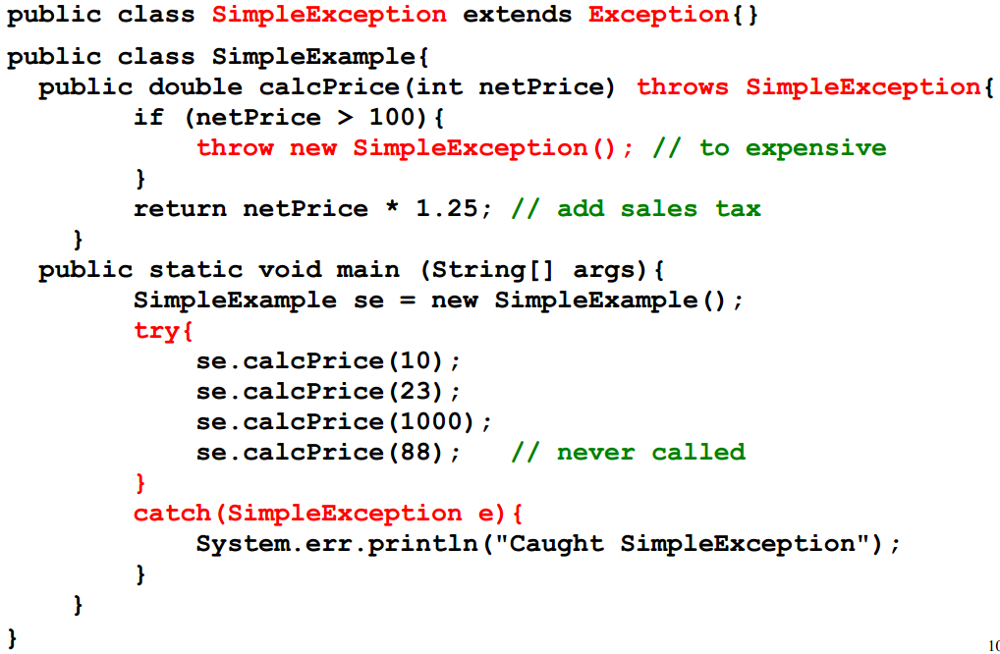 public class SimpleException extends Exception{}
public class SimpleExample{
public double calcPrice(int netPrice) throws SimpleException{
if (netPrice > 100){
throw new SimpleException(); // to expensive
}
return netPrice * 1.25; // add sales tax
}
public static void main (String[] args){
SimpleExample se = new SimpleExample();
try{
se.calcPrice(10);
se.calcPrice(23);
se.calcPrice(1000);
se.calcPrice(88); // never called
}
catch(SimpleException e){
System.err.println("Caught SimpleException");
}
}
}
10